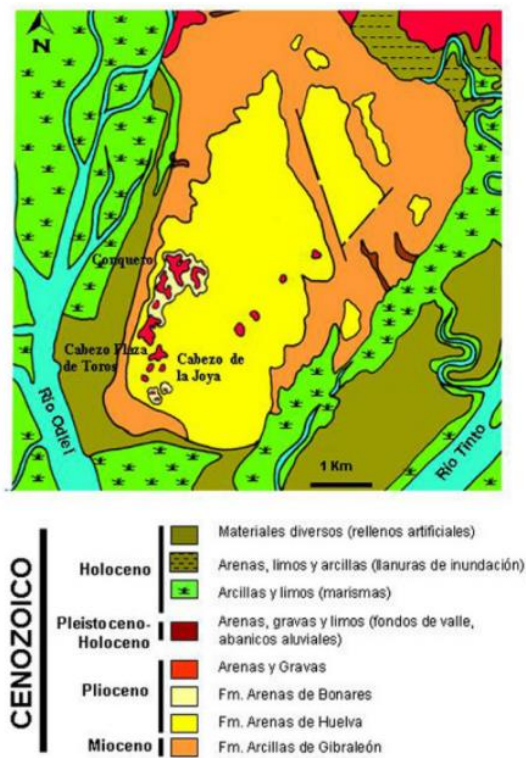 N
Conquero
Cabezo Plaza
de Toros
Cabezo de
la Joya
Río Odiel
Río Tinto
1 Km
CENOZOICO
Holoceno
Materiales diversos (rellenos artificiales)
Arenas, limos y arcillas (llanuras de inundación)
Arcillas y limos (marismas)
Pleistoceno-
Holoceno
Arenas, gravas y limos (fondos de valle,
abanicos aluviales)
Plioceno
Arenas y Gravas
Fm. Arenas de Bonares
Fm. Arenas de Huelva
Mioceno
Fm. Arcillas de Gibraleón